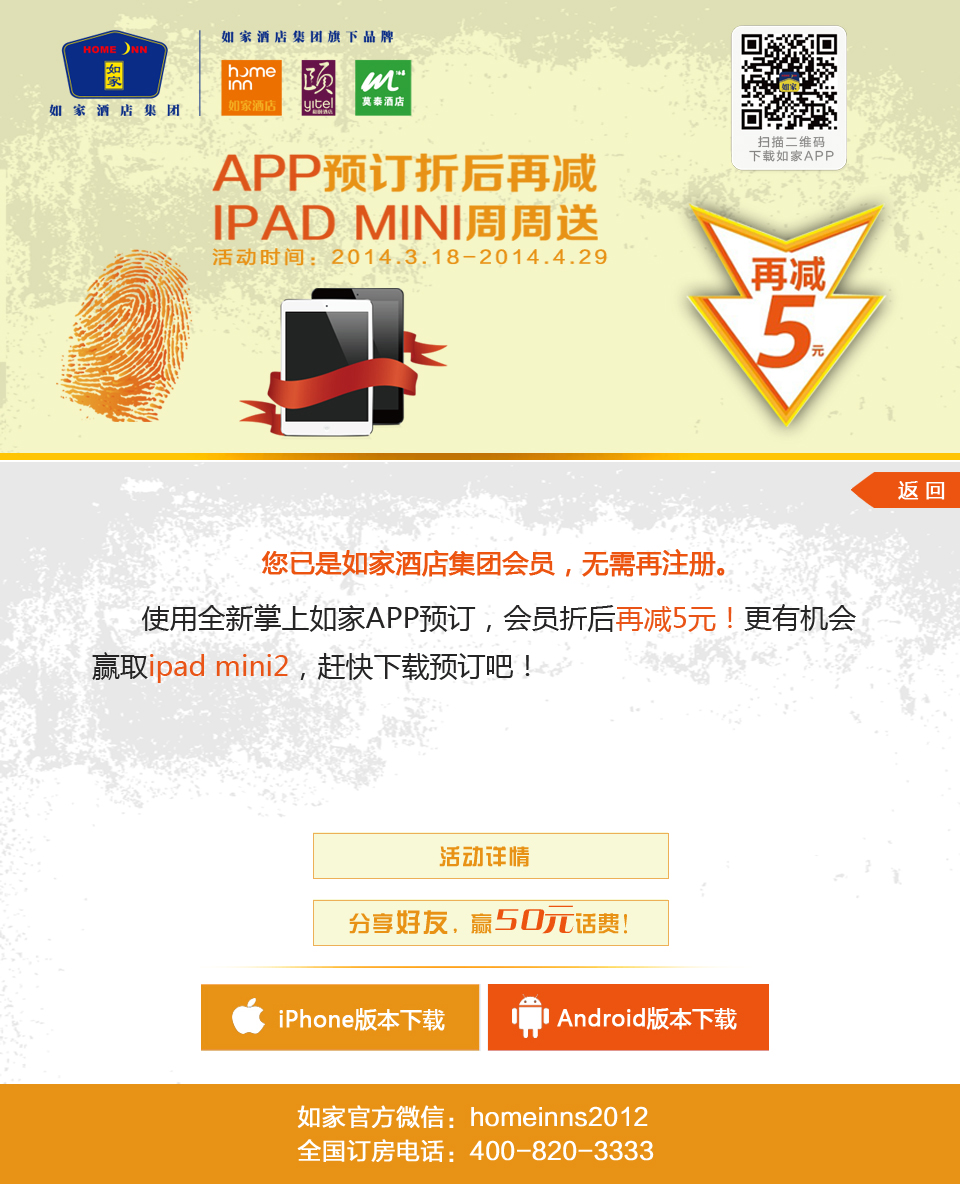 HOME INN
如家
如家酒店集团
如家酒店集团旗下品牌
home inn
如家酒店
颐
yitel
莫泰酒店
如家
扫描二维码
下载如家APP
APP预订折后再减
IPAD MINI周周送
活动时间：2014.3.18-2014.4.29
再减
5元
返回
您已是如家酒店集团会员，无需再注册。
使用全新掌上如家APP预订，会员折后再减5元！更有机会
赢取ipad mini2，赶快下载预订吧！
活动详情
分享好友，赢50元话费！
iPhone版本下载
Android版本下载
如家官方微信：homeinns2012
全国订房电话：400-820-3333